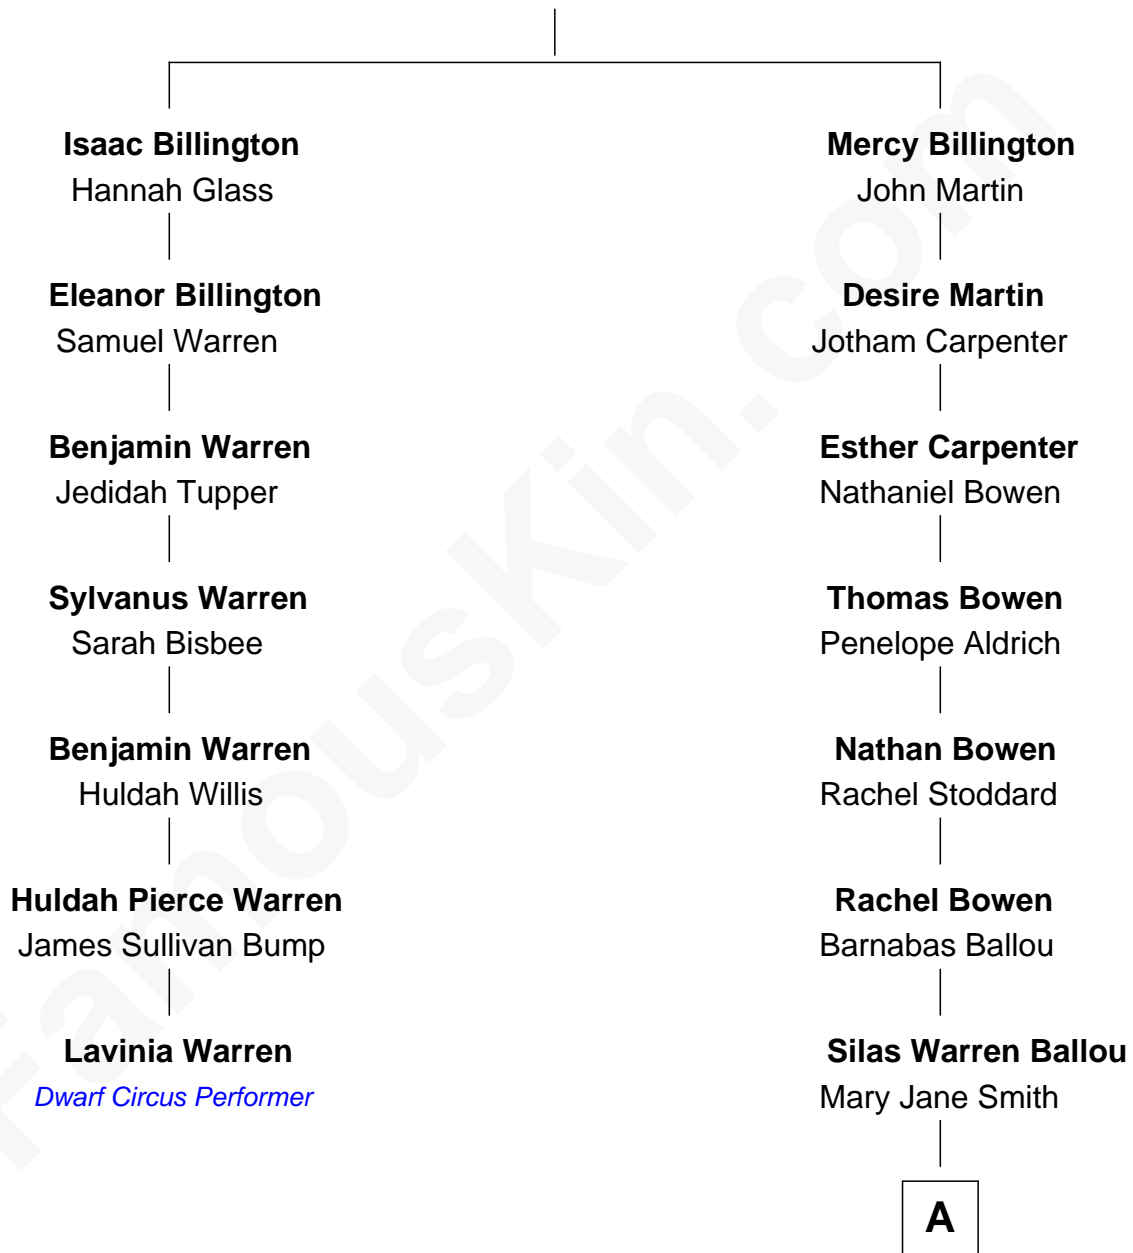 Isaac Billington
Hannah Glass
Eleanor Billington
Samuel Warren
Benjamin Warren
Jedidah Tupper
Sylvanus Warren
Sarah Bisbee
Benjamin Warren
Huldah Willis
Huldah Pierce Warren
James Sullivan Bump
Lavinia Warren
Dwarf Circus Performer
Mercy Billington
John Martin
Desire Martin
Jotham Carpenter
Esther Carpenter
Nathaniel Bowen
Thomas Bowen
Penelope Aldrich
Nathan Bowen
Rachel Stoddard
Rachel Bowen
Barnabas Ballou
Silas Warren Ballou
Mary Jane Smith
A
FamousKin.com